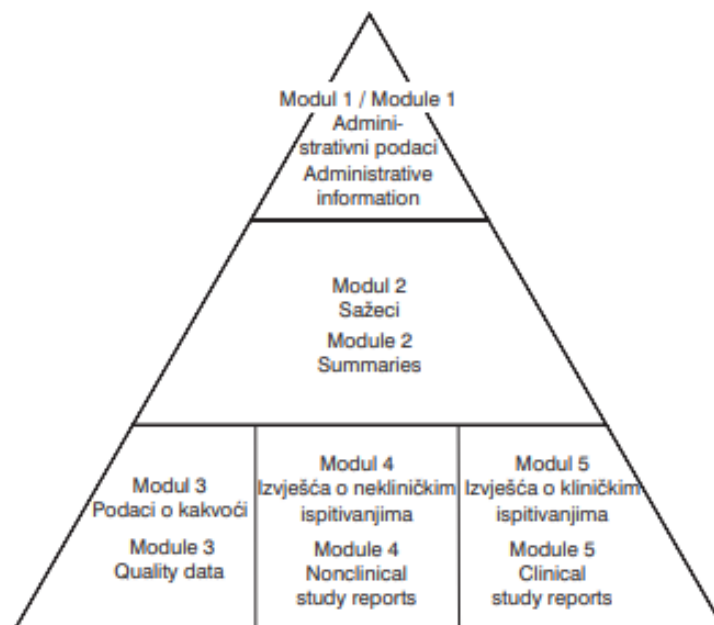 Modul 1 / Module 1
Admini-
strativni podaci
Administrative
information
Modul 2
Sažeci
Module 2
Summaries
Modul 3
Podaci o kakvoći
Module 3
Quality data
Modul 4
Izvješća o nekliničkim
ispitivanjima
Module 4
Nonclinical
study reports
Modul 5
Izvješća o kliničkim
ispitivanjima
Module 5
Clinical
study reports